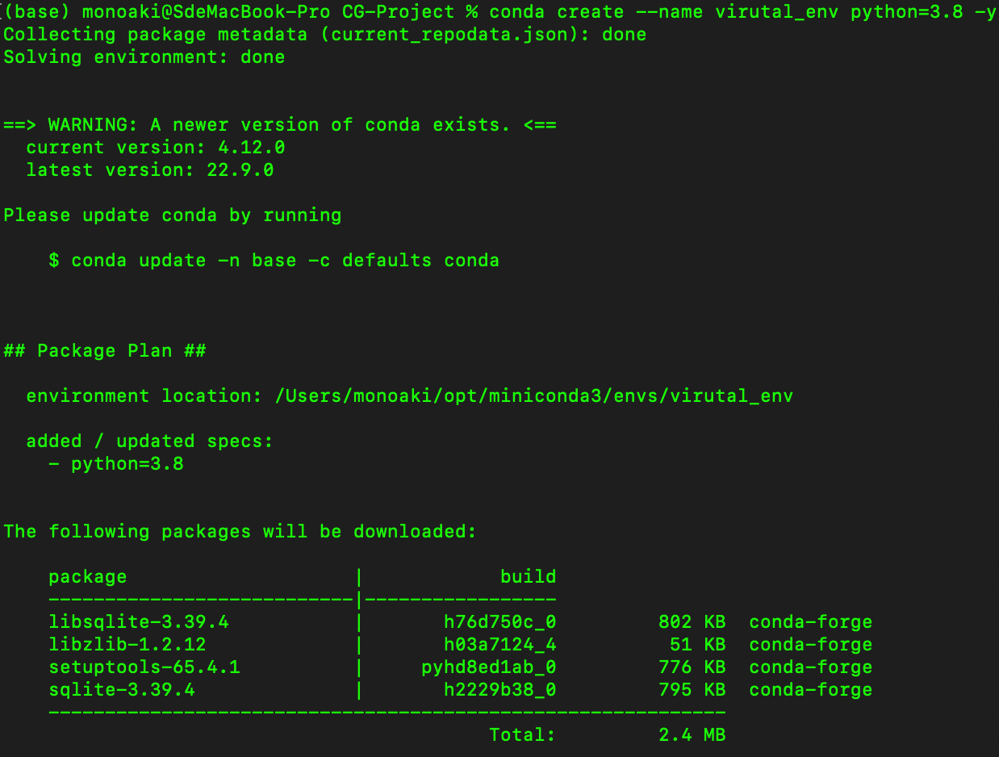 (base) monoaki@SdeMacBook-Pro CG-Project % conda create --name virutal_env python=3.8 -y
Collecting package metadata (current_repodata.json): done
Solving environment: done
==> WARNING: A newer version of conda exists. <==
current version: 4.12.0
latest version: 22.9.0
Please update conda by running
$ conda update -n base -c defaults conda
## Package Plan ##
environment location: /Users/monoaki/opt/miniconda3/envs/virutal_env
added / updated specs:
- python=3.8
The following packages will be downloaded:
package | build
---------------------------|-----------------
libsqlite-3.39.4 | h76d750c_0 802 KB conda-forge
libzlib-1.2.12 | h03a7124_4 51 KB conda-forge
setuptools-65.4.1 | pyhd8ed1ab_0 776 KB conda-forge
sqlite-3.39.4 | h2229b38_0 795 KB conda-forge
------------------------------------------------------------
Total: 2.4 MB